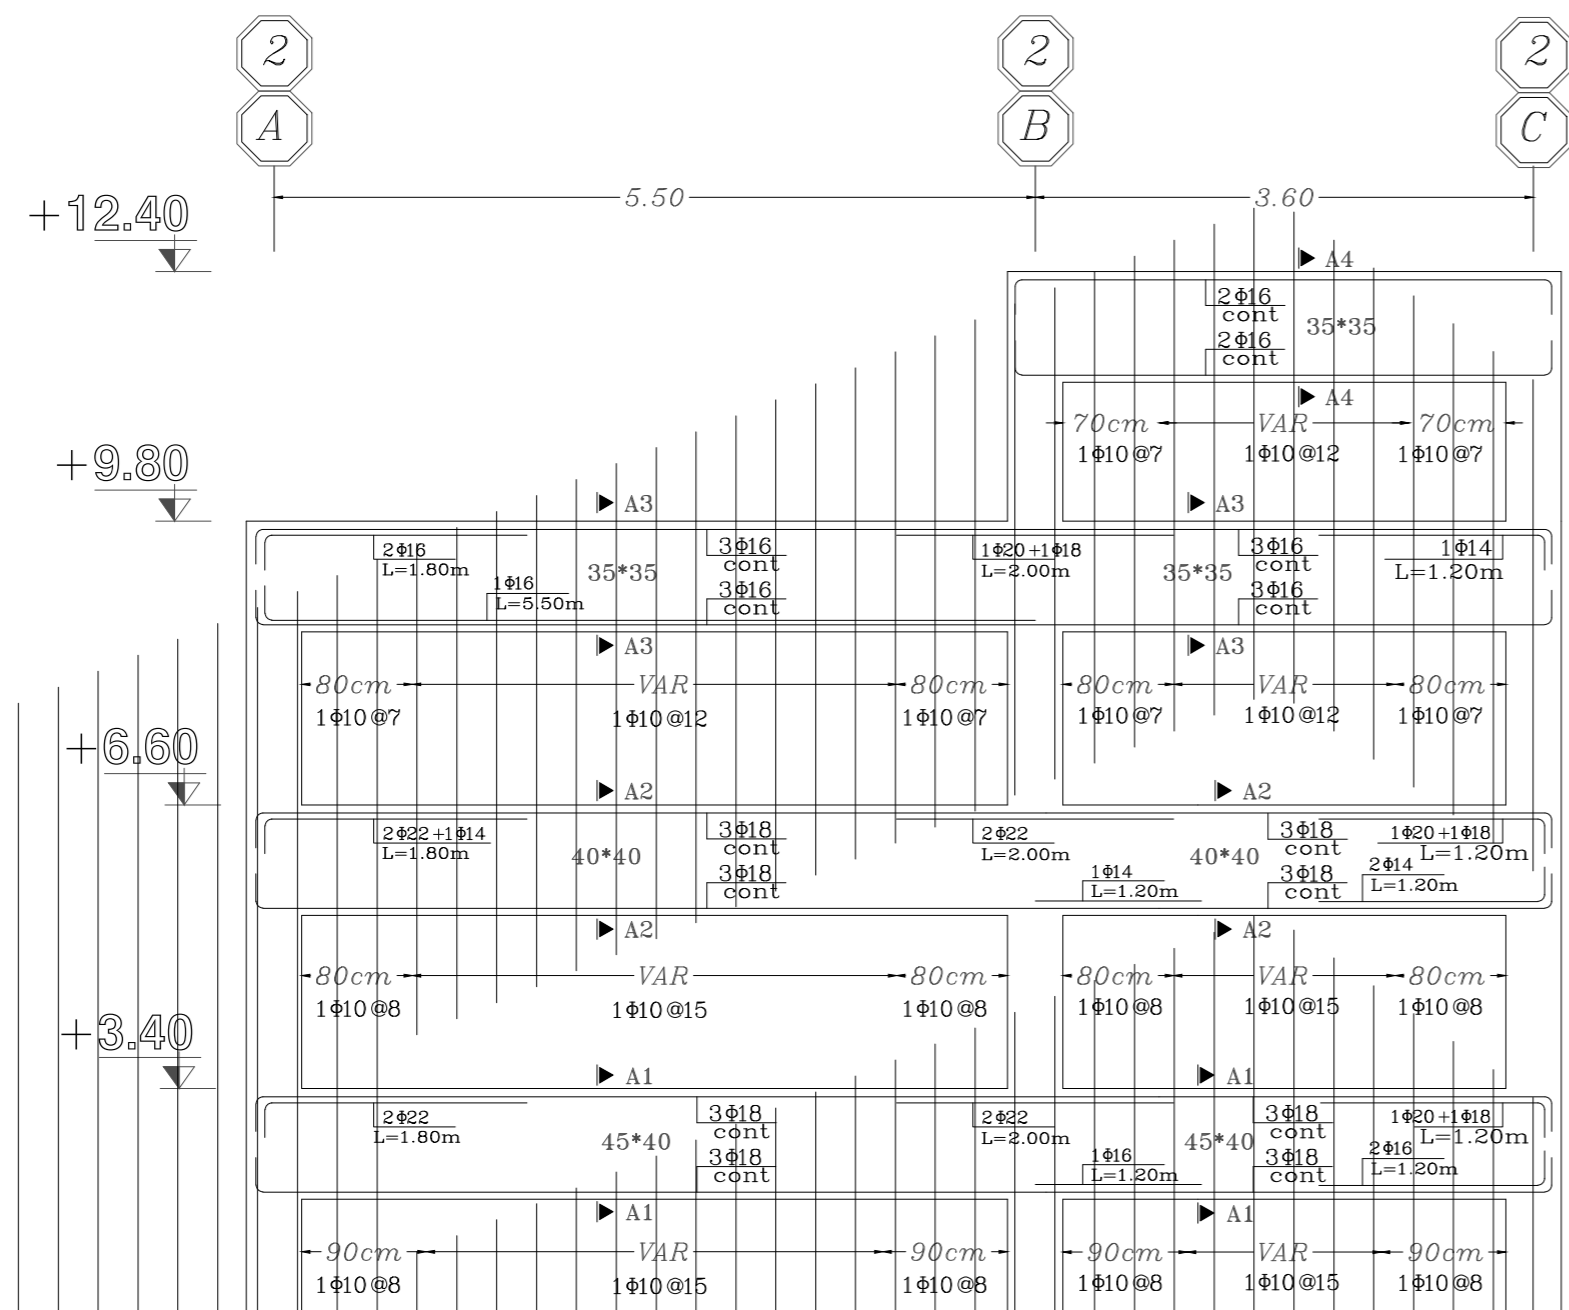 2 2 2
A B C
5.50 3.60
+12.40
A4
2Φ16
cont
35*35
2Φ16
cont
A4
70cm VAR 70cm
1Φ10@7 1Φ10@12 1Φ10@7
+9.80
A3 A3
2Φ16
L=1.80m
1Φ16
L=5.50m
35*35
3Φ16
cont
3Φ16
cont
1Φ20+1Φ18
L=2.00m
35*35
3Φ16
cont
3Φ16
cont
1Φ14
L=1.20m
A3 A3
80cm VAR 80cm 80cm VAR 80cm
1Φ10@7 1Φ10@12 1Φ10@7 1Φ10@7 1Φ10@12 1Φ10@7
+6.60
A2 A2
2Φ22+1Φ14
L=1.80m
40*40
3Φ18
cont
3Φ18
cont
2Φ22
L=2.00m
1Φ14
L=1.20m
40*40
3Φ18
cont
3Φ18
cont
1Φ20+1Φ18
L=1.20m
2Φ14
L=1.20m
A2 A2
80cm VAR 80cm 80cm VAR 80cm
1Φ10@8 1Φ10@15 1Φ10@8 1Φ10@8 1Φ10@15 1Φ10@8
+3.40
A1 A1
2Φ22
L=1.80m
45*40
3Φ18
cont
3Φ18
cont
2Φ22
L=2.00m
1Φ16
L=1.20m
45*40
3Φ18
cont
3Φ18
cont
1Φ20+1Φ18
L=1.20m
2Φ16
L=1.20m
A1 A1
90cm VAR 90cm 90cm VAR 90cm
1Φ10@8 1Φ10@15 1Φ10@8 1Φ10@8 1Φ10@15 1Φ10@8